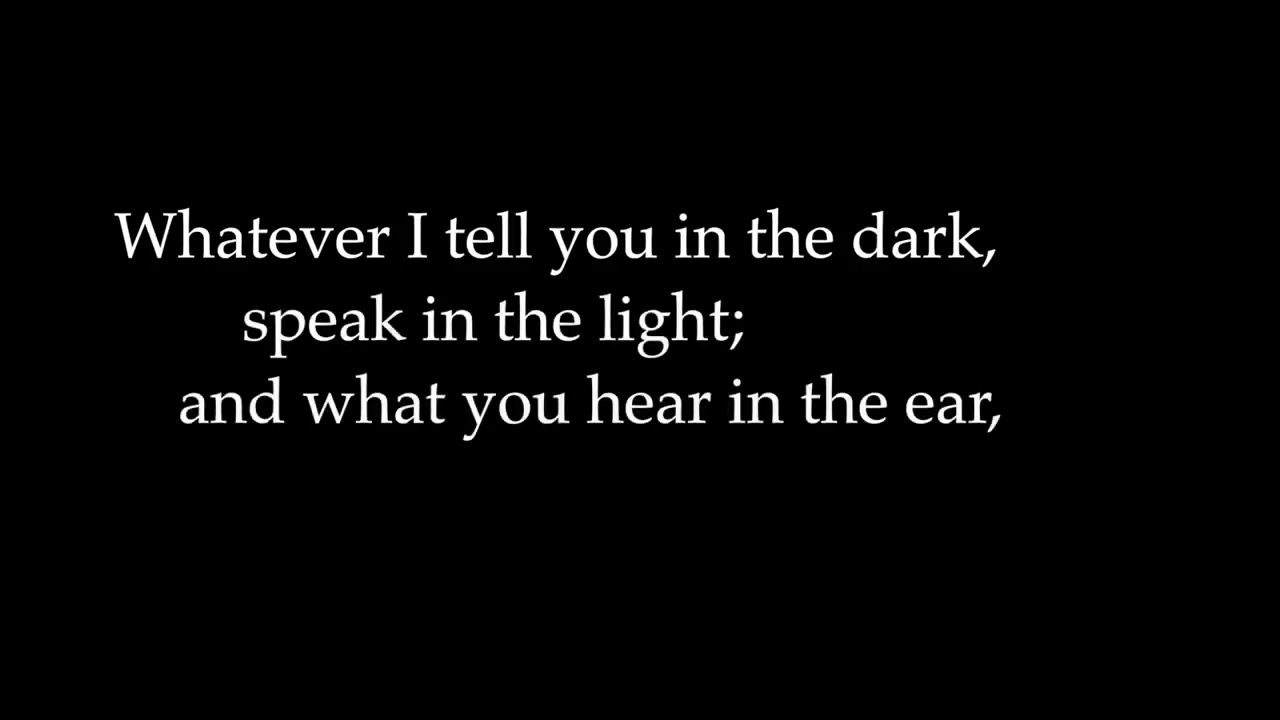 Whatever I tell you in the dark,
speak in the light;
and what you hear in the ear,